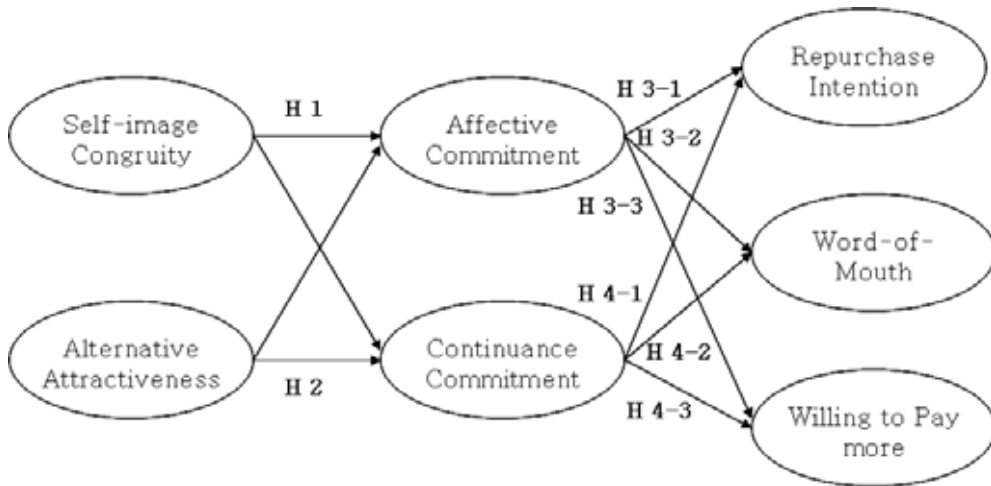 Repurchase
Intention
H 1
H 3-1
Self-image
Congruity
Affective
Commitment
H 3-2
H 3-3
Word-of-
Mouth
H 4-1
Alternative
Attractiveness
H 2
Continuance
Commitment
H 4-2
H 4-3
Willing to Pay
more